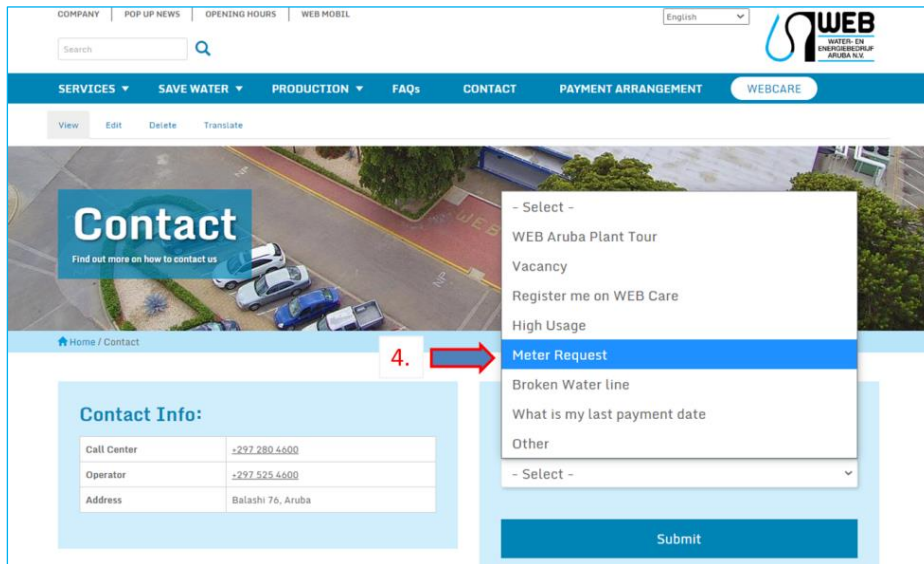 COMPANY POP UP NEWS OPENING HOURS WEB MOBIL
English
Search
WEB
WATER- EN
ENERGIEBEDRIJF
ARUBA N.V.
SERVICES SAVE WATER PRODUCTION FAQs CONTACT PAYMENT ARRANGEMENT WEBCARE
View Edit Delete Translate
Contact
Find out more on how to contact us
WEB
NP
NP
Home / Contact
4.
- Select -
WEB Aruba Plant Tour
Vacancy
Register me on WEB Care
High Usage
Meter Request
Broken Water line
What is my last payment date
Other
- Select -
Submit
Contact Info:
Call Center +297 280 4600
Operator +297 525 4600
Address Balashi 76, Aruba